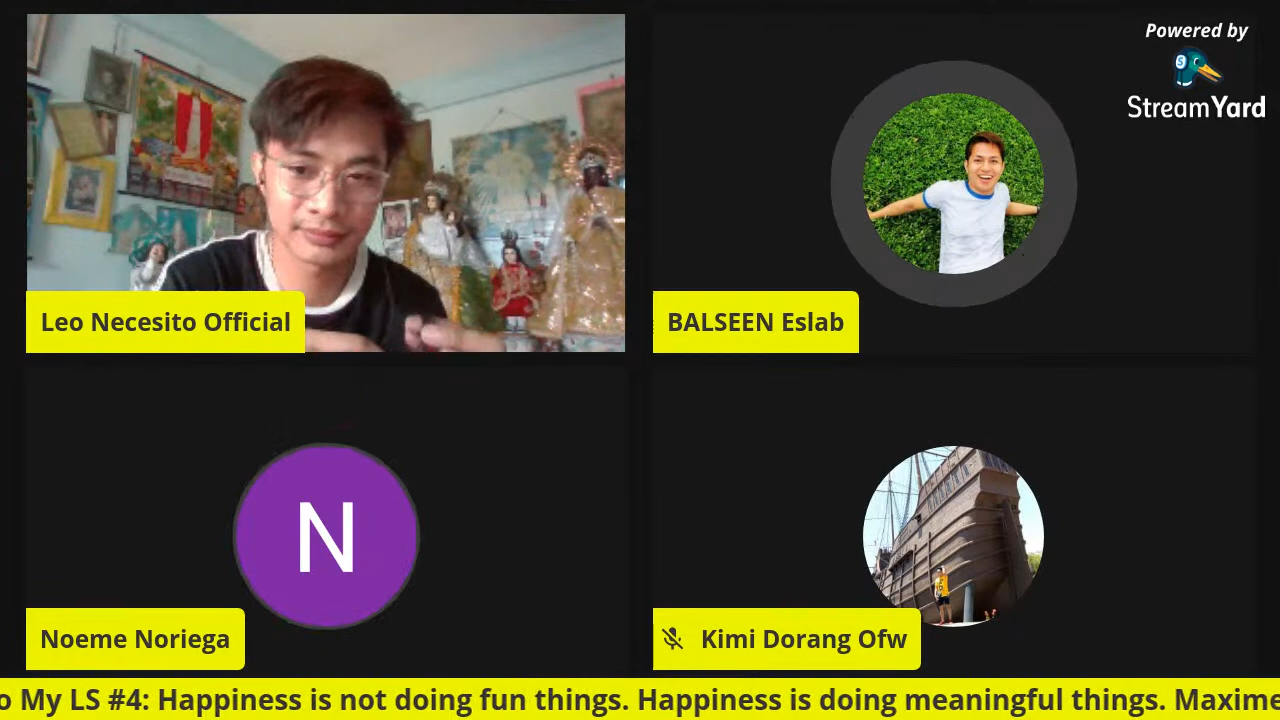 Powered by
StreamYard
Leo Necesito Official
BALSEEN Eslab
N
Noeme Noriega
Kimi Dorang Ofw
o My LS #4: Happiness is not doing fun things. Happiness is doing meaningful things. Maxime